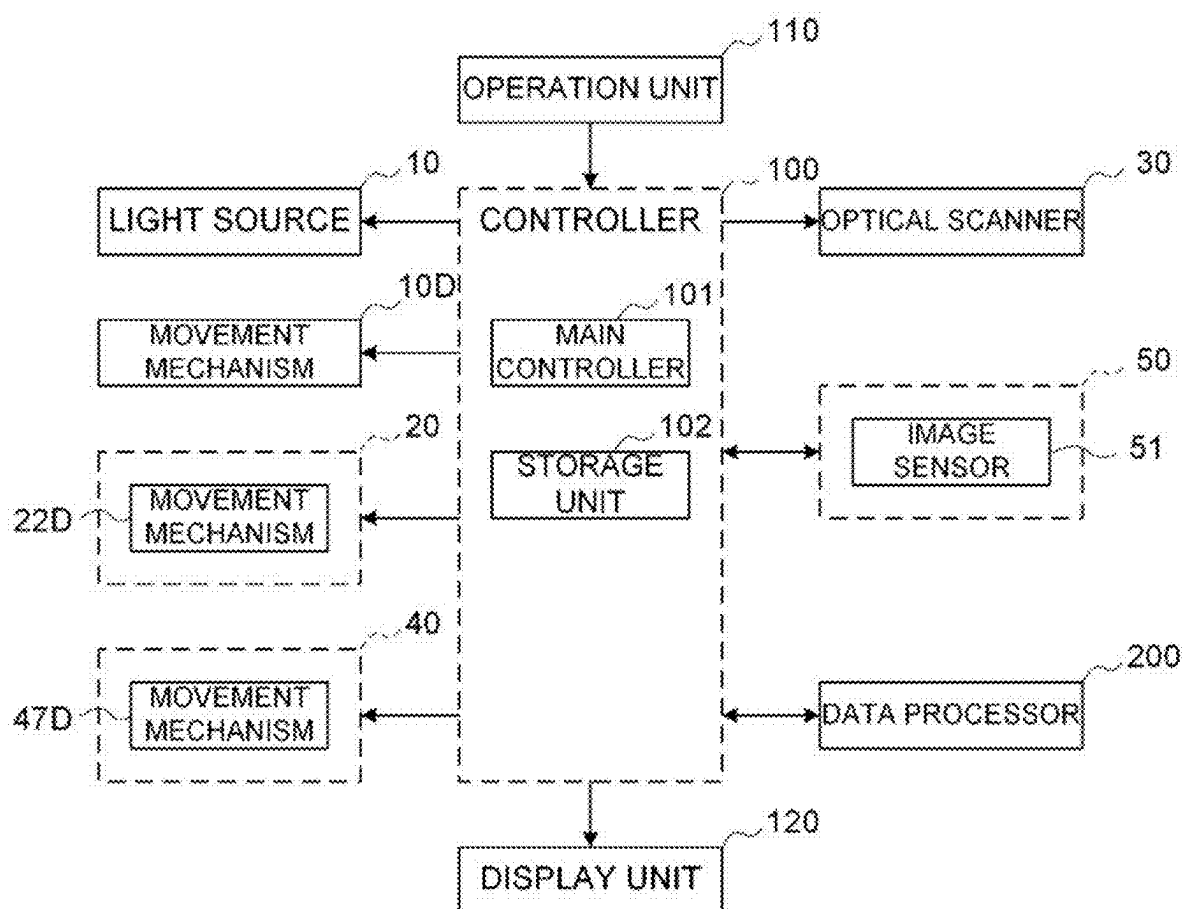 110
OPERATION UNIT
10
100
30
LIGHT SOURCE
CONTROLLER
OPTICAL SCANNER
10D
101
MOVEMENT
MECHANISM
MAIN
CONTROLLER
50
20
102
IMAGE
SENSOR
51
STORAGE
UNIT
22D
MOVEMENT
MECHANISM
40
200
47D
MOVEMENT
MECHANISM
DATA PROCESSOR
120
DISPLAY UNIT